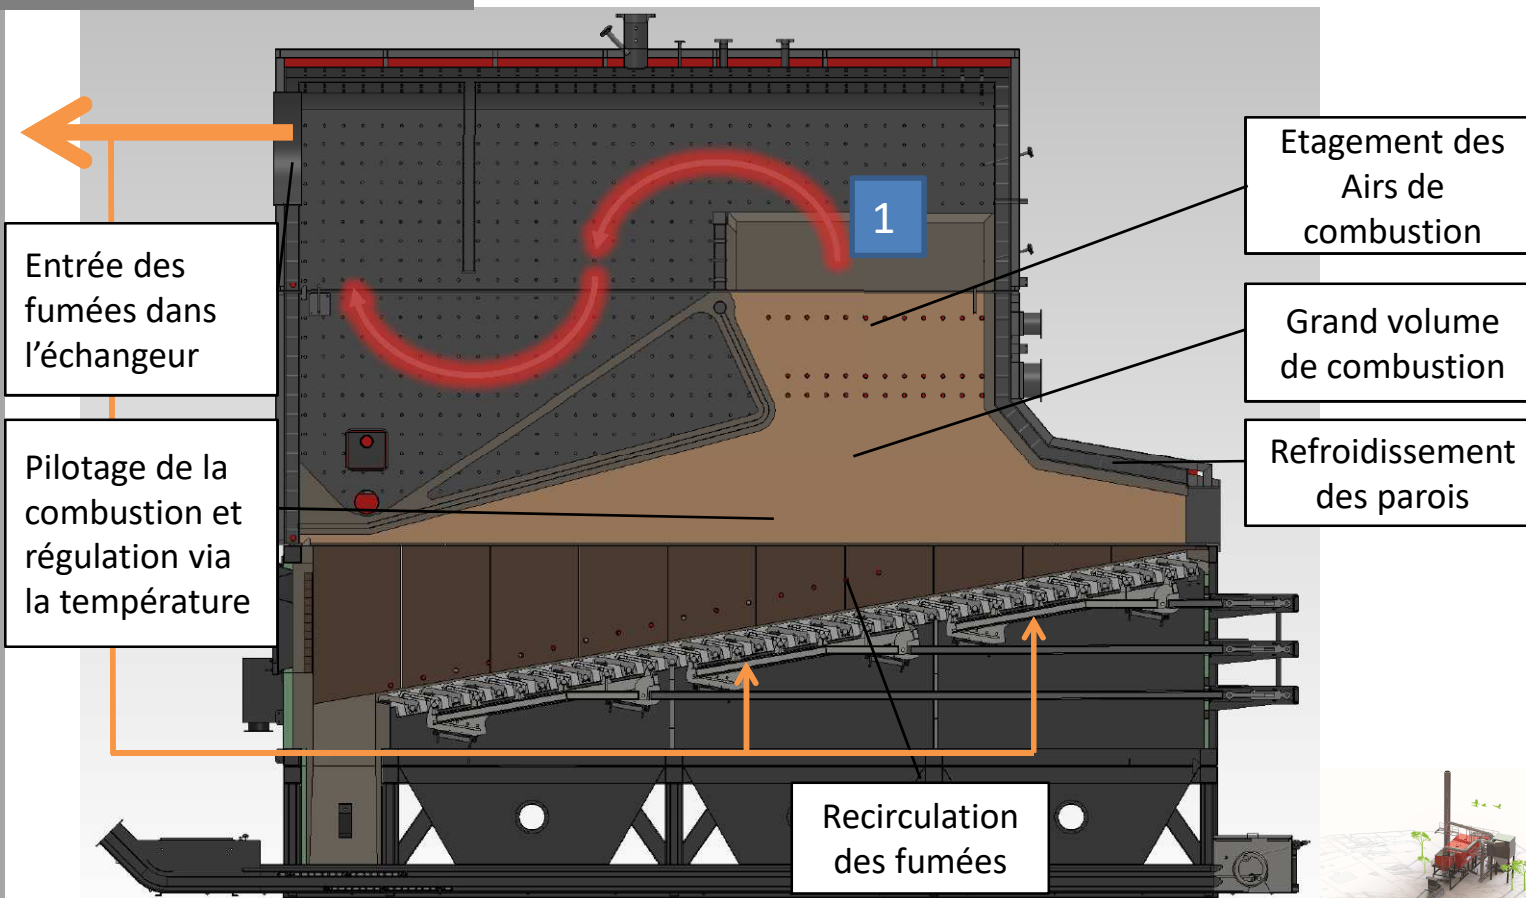 1
Etagement des
Airs de
combustion
Entrée des
fumées dans
l’échangeur
Grand volume
de combustion
Pilotage de la
combustion et
régulation via
la température
Refroidissement
des parois
Recirculation
des fumées